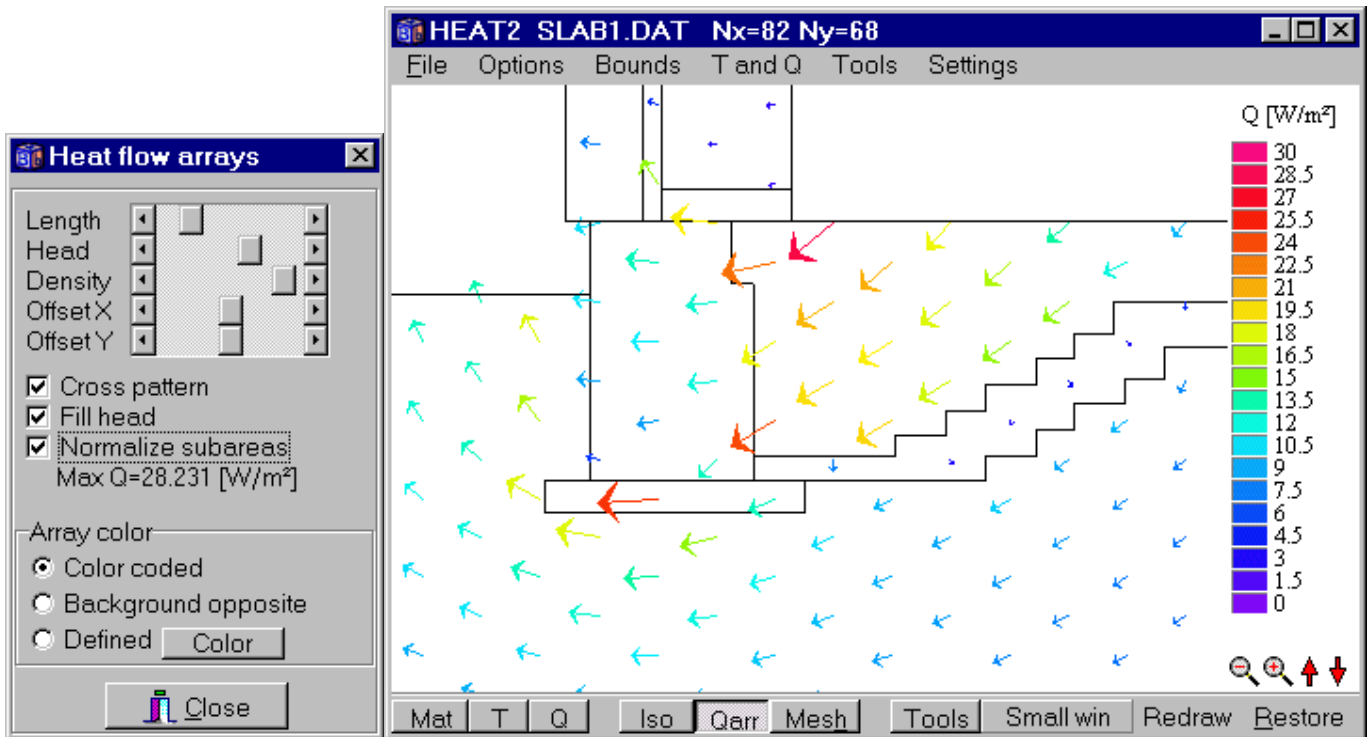 Heat flow arrays
Length
Head
Density
Offset X
Offset Y
Cross pattern
Fill head
Normalize subareas
Max Q=28.231 [W/m²]
Array color
Color coded
Background opposite
Defined Color
Close
HEAT2 SLAB1.DAT Nx=82 Ny=68
File Options Bounds T and Q Tools Settings
Q [W/m²]
30
28.5
27
25.5
24
22.5
21
19.5
18
16.5
15
13.5
12
10.5
9
7.5
6
4.5
3
1.5
0
Mat T Q Iso Qarr Mesh Tools Small win Redraw Restore